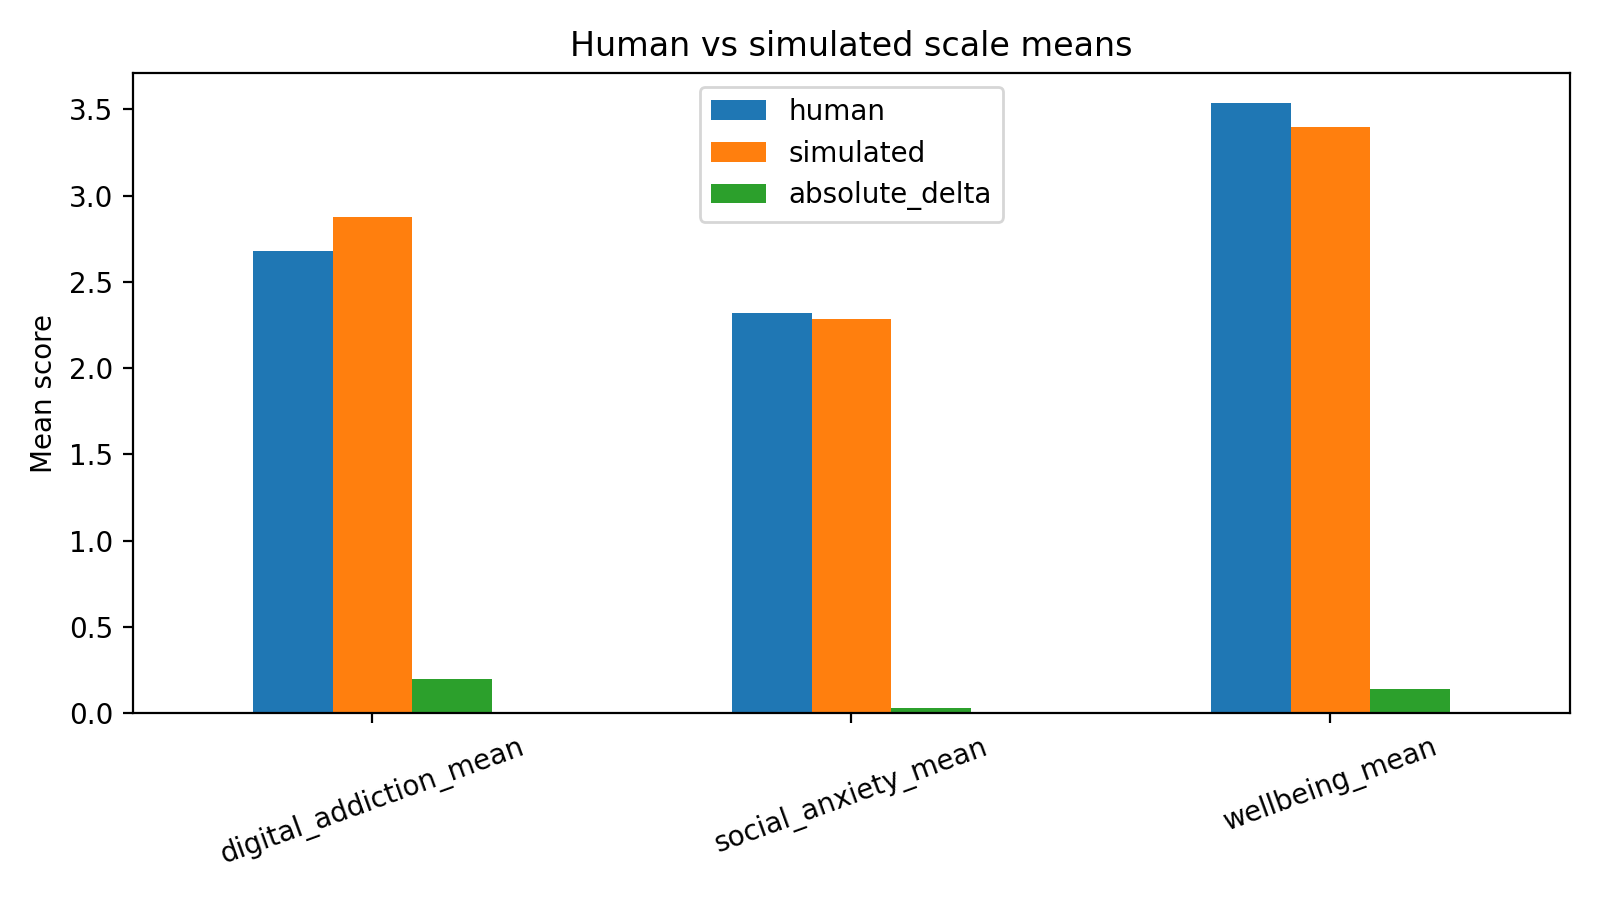 Human vs simulated scale means
human
simulated
absolute_delta
Mean score
3.5
3.0
2.5
2.0
1.5
1.0
0.5
0.0
digital_addiction_mean
social_anxiety_mean
wellbeing_mean